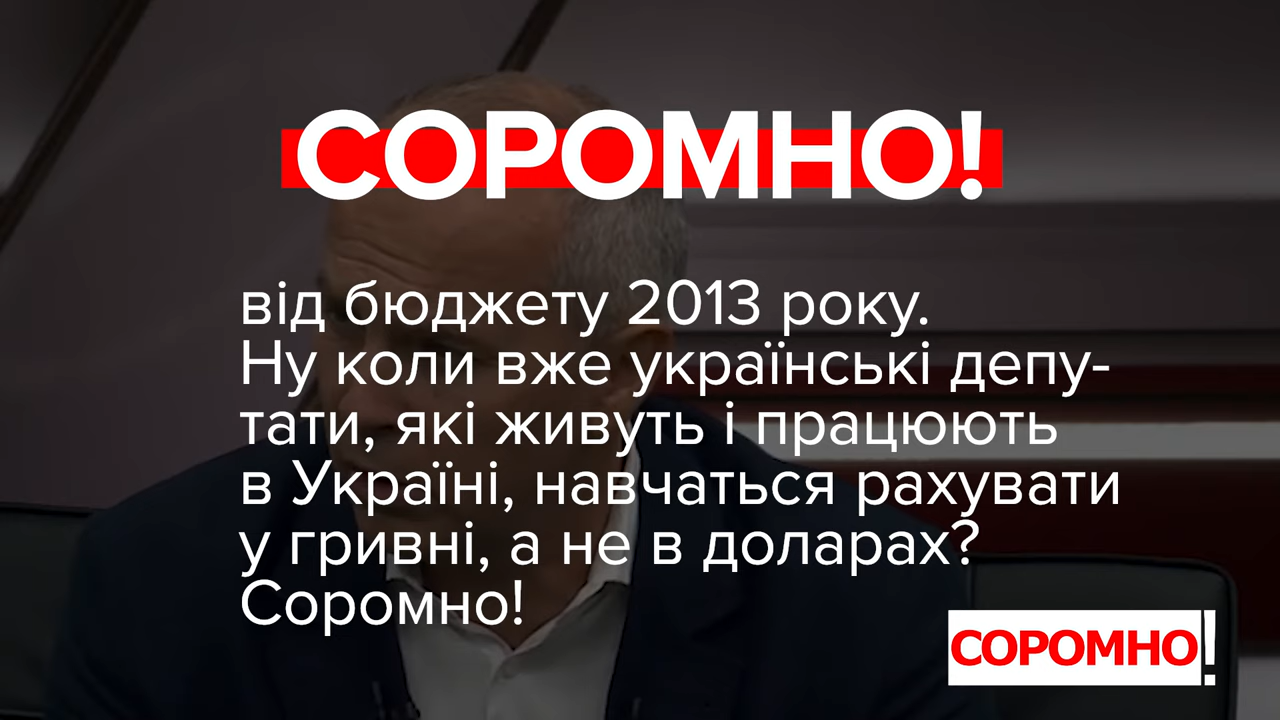 СОРОМНО!
від бюджету 2013 року.
Ну коли вже українські депу-
тати, які живуть і працюють
в Україні, навчаться рахувати
у гривні, а не в доларах?
Соромно!
СОРОМНО!